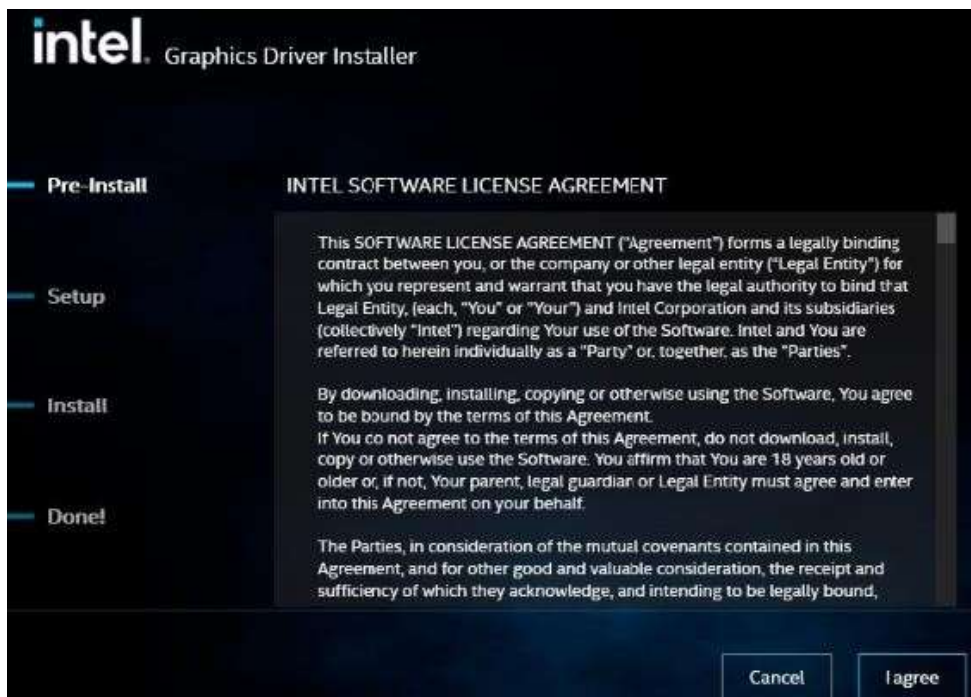 intel. Graphics Driver Installer
Pre-Install
Setup
Install
Done!
INTEL SOFTWARE LICENSE AGREEMENT
This SOFTWARE LICENSE AGREEMENT ("Agreement") forms a legally binding
contract between you, or the company or other legal entity ("Legal Entity") for
which you represent and warrant that you have the legal authority to bind that
Legal Entity, (each, "You" or "Your") and Intel Corporation and its subsidiaries
(collectively "Intel") regarding Your use of the Software. Intel and You are
referred to herein individually as a "Party" or, together, as the "Parties".
By downloading, installing, copying or otherwise using the Software, You agree
to be bound by the terms of this Agreement.
If You co not agree to the terms of this Agreement, do not download, install,
copy or otherwise use the Software. You affirm that You are 18 years old or
older or, if not, Your parent, legal guardian or Legal Entity must agree and enter
into this Agreement on your behalf.
The Parties, in consideration of the mutual covenants contained in this
Agreement, and for other good and valuable consideration, the receipt and
sufficiency of which they acknowledge, and intending to be legally bound,
Cancel
I agree